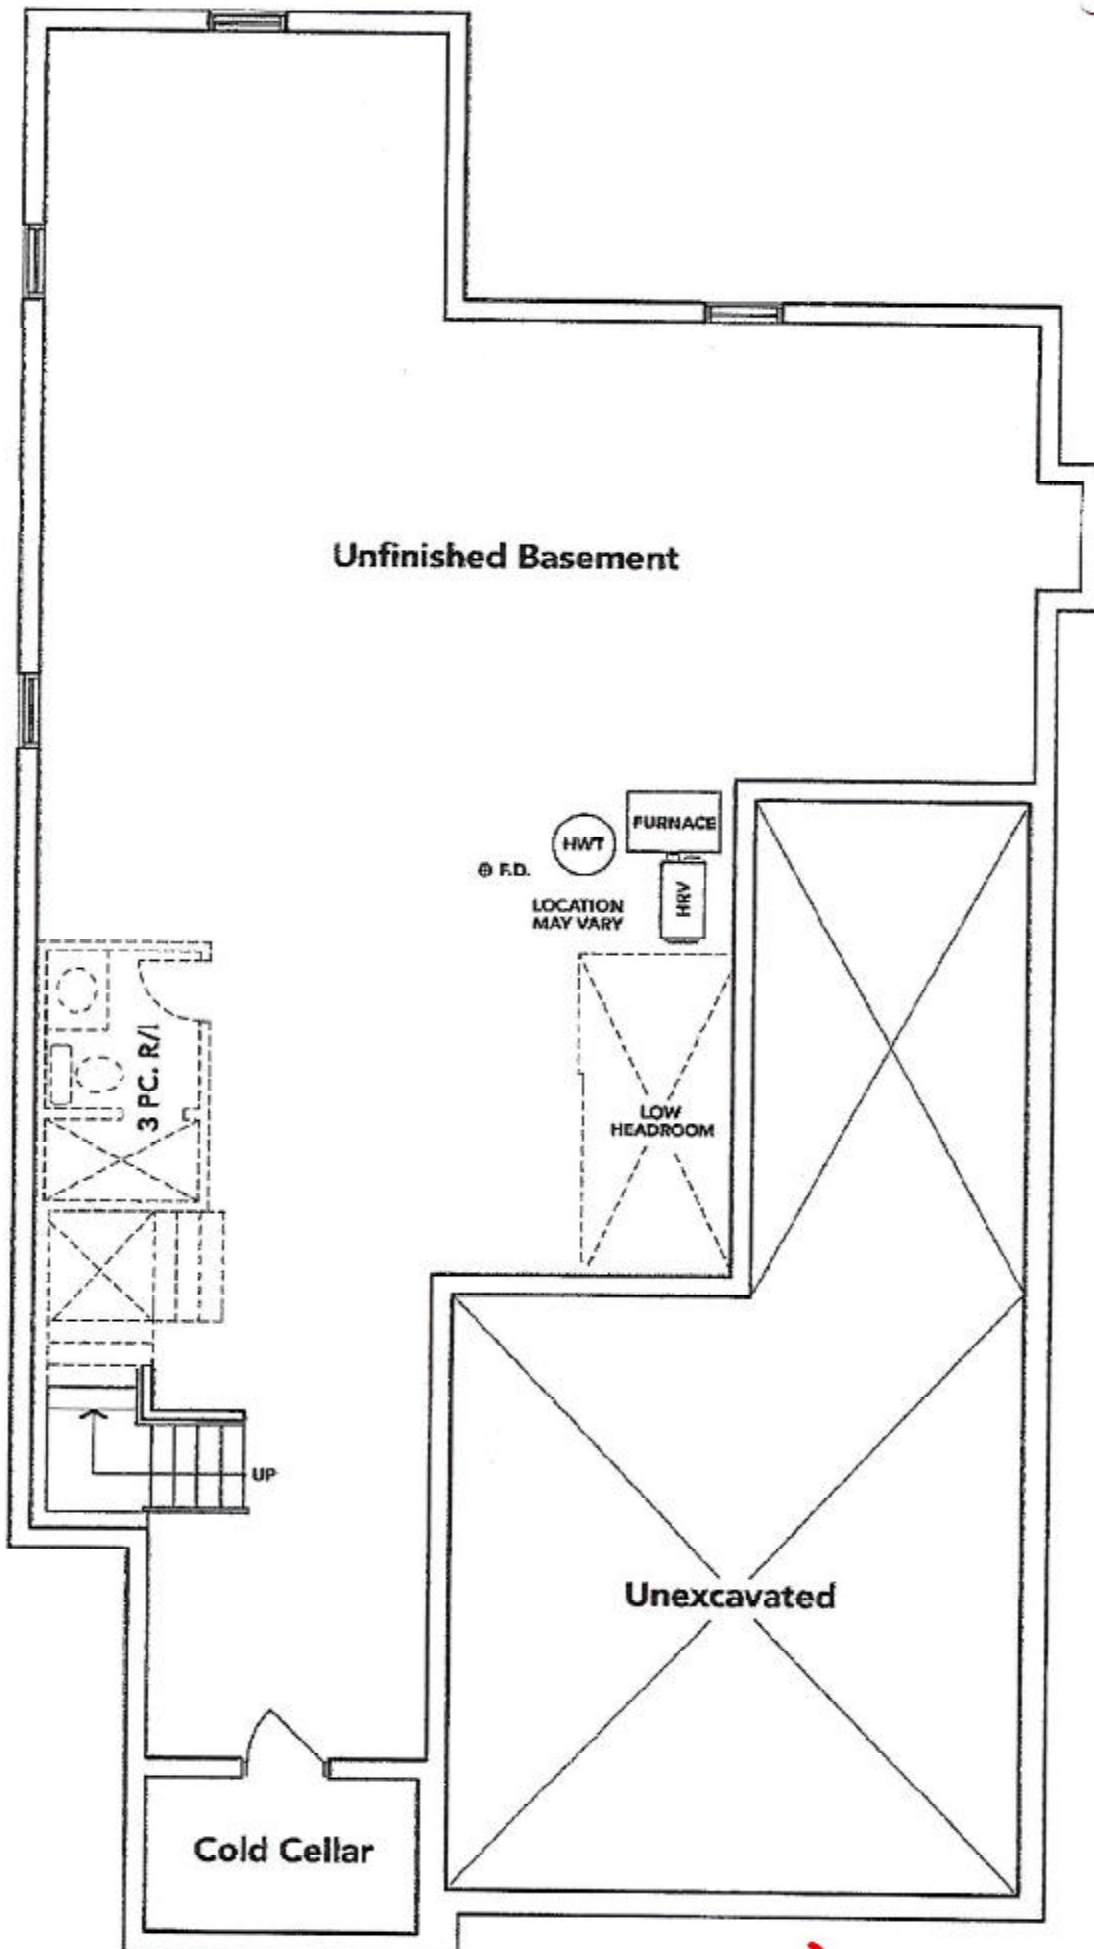 Unfinished Basement
FURNACE
HWT
⊕ F.D.
HRV
LOCATION
MAY VARY
3 PC. R/I
LOW
HEADROOM
UP
Unexcavated
Cold Cellar